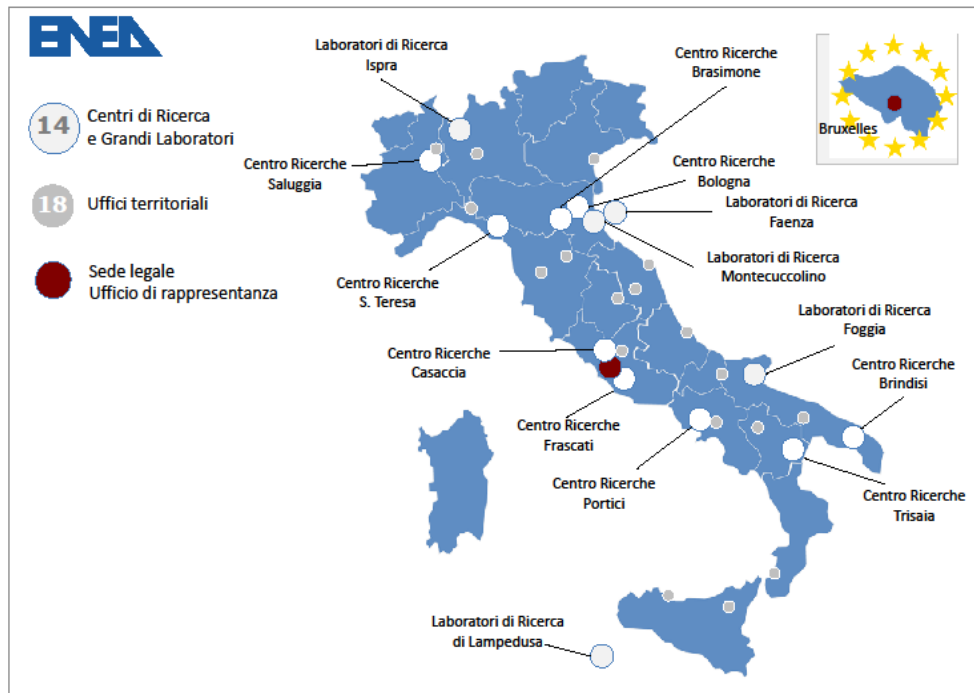 ENEA
14
Centri di Ricerca
e Grandi Laboratori
18
Uffici territoriali
Sede legale
Ufficio di rappresentanza
Laboratori di Ricerca
Ispra
Centro Ricerche
Brasimone
Bruxelles
Centro Ricerche
Saluggia
Centro Ricerche
Bologna
Laboratori di Ricerca
Faenza
Laboratori di Ricerca
Montecuccolino
Centro Ricerche
S. Teresa
Laboratori di Ricerca
Foggia
Centro Ricerche
Casaccia
Centro Ricerche
Brindisi
Centro Ricerche
Frascati
Centro Ricerche
Portici
Centro Ricerche
Trisaia
Laboratori di Ricerca
di Lampedusa